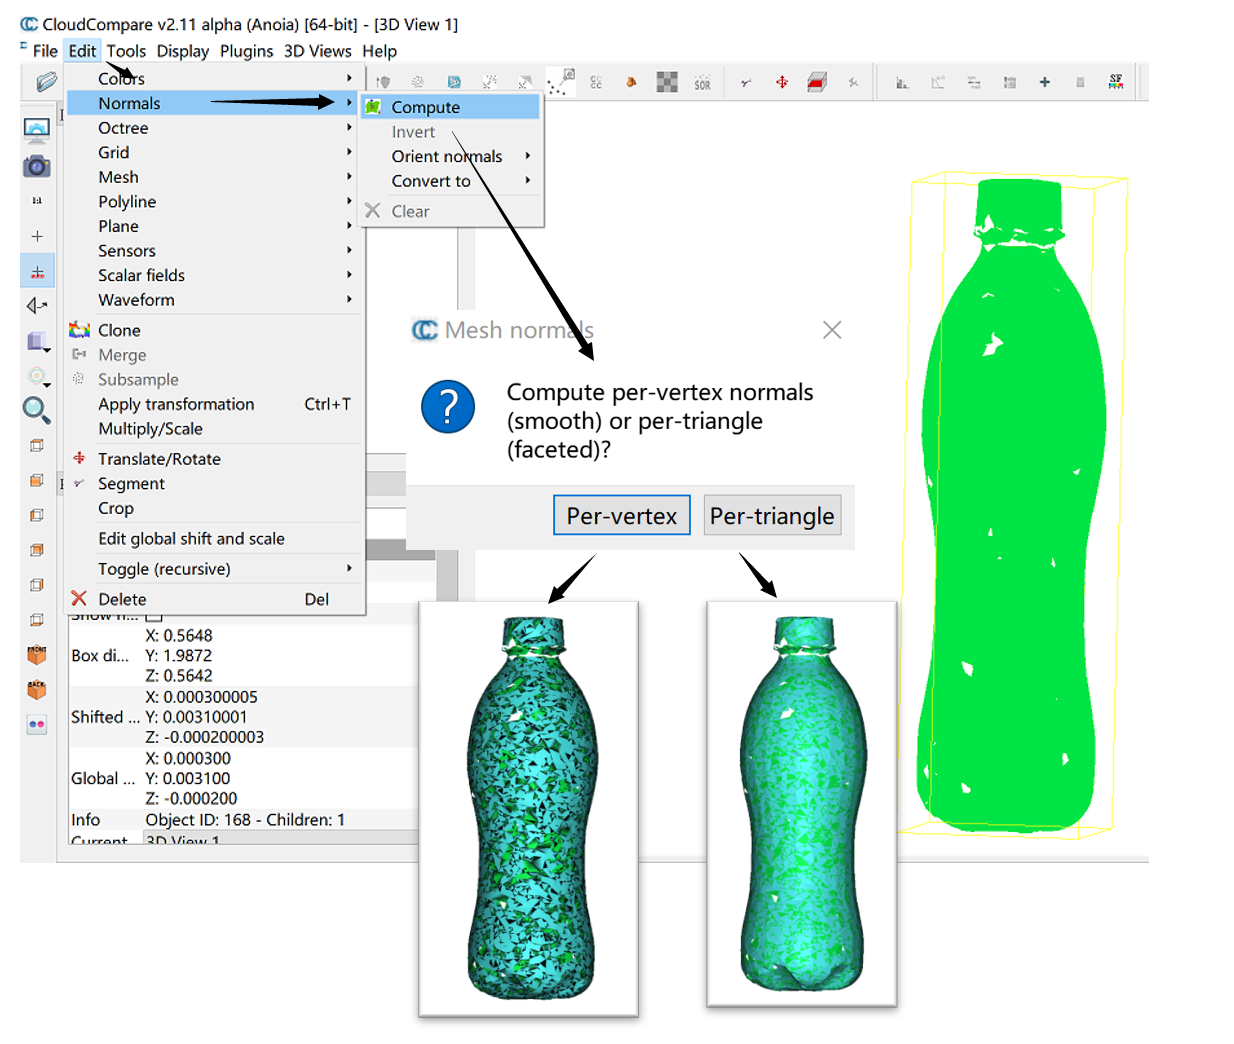 CloudCompare v2.11 alpha (Anoia) [64-bit] - [3D View 1]
File Edit Tools Display Plugins 3D Views Help
Colors
Normals
Octree
Grid
Mesh
Polyline
Plane
Sensors
Scalar fields
Waveform
Clone
Merge
Subsample
Apply transformation Ctrl+T
Multiply/Scale
Translate/Rotate
Segment
Crop
Edit global shift and scale
Toggle (recursive)
Delete Del
Compute
Invert
Orient normals
Convert to
Clear
SOR
SF
1:1
auto
FRONT
BACK
Mesh normals
Compute per-vertex normals
(smooth) or per-triangle
(faceted)?
Per-vertex Per-triangle
X: 0.5648
Box di... Y: 1.9872
Z: 0.5642
X: 0.000300005
Shifted ... Y: 0.00310001
Z: -0.000200003
X: 0.000300
Global ... Y: 0.003100
Z: -0.000200
Info Object ID: 168 - Children: 1
Current 3D View 1